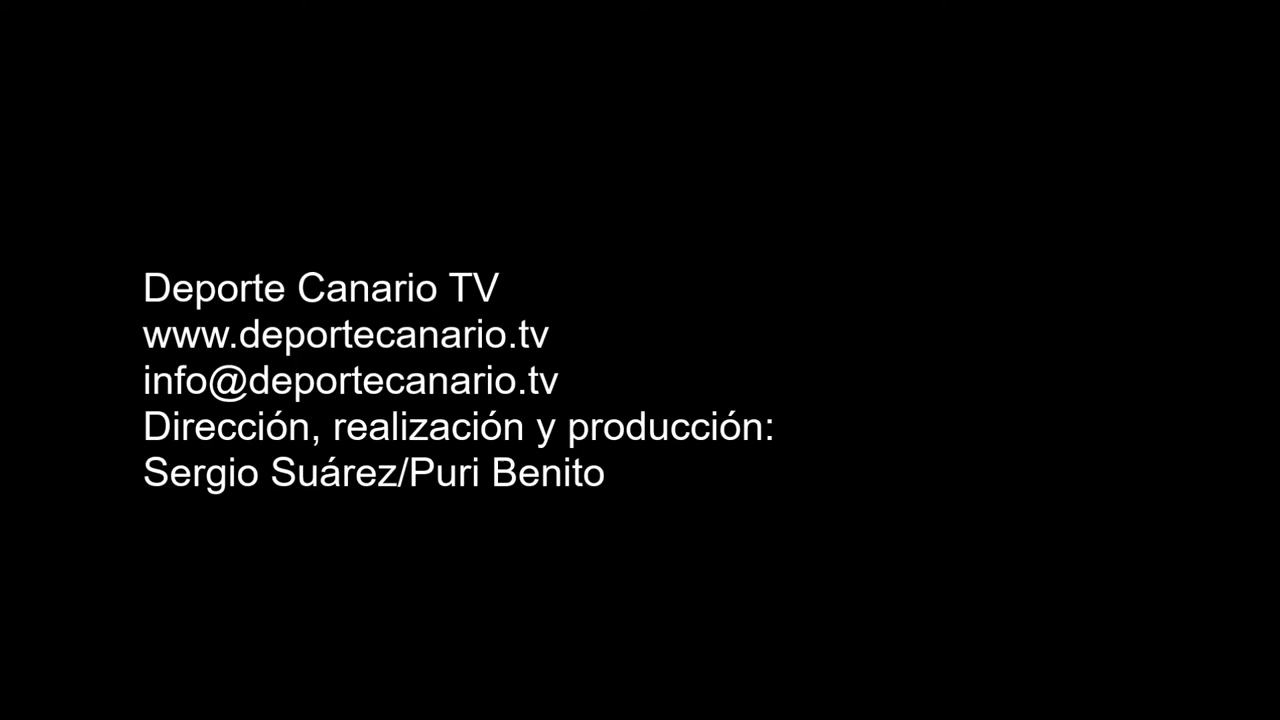 Deporte Canario TV
www.deportecanario.tv
info@deportecanario.tv
Dirección, realización y producción:
Sergio Suárez/Puri Benito